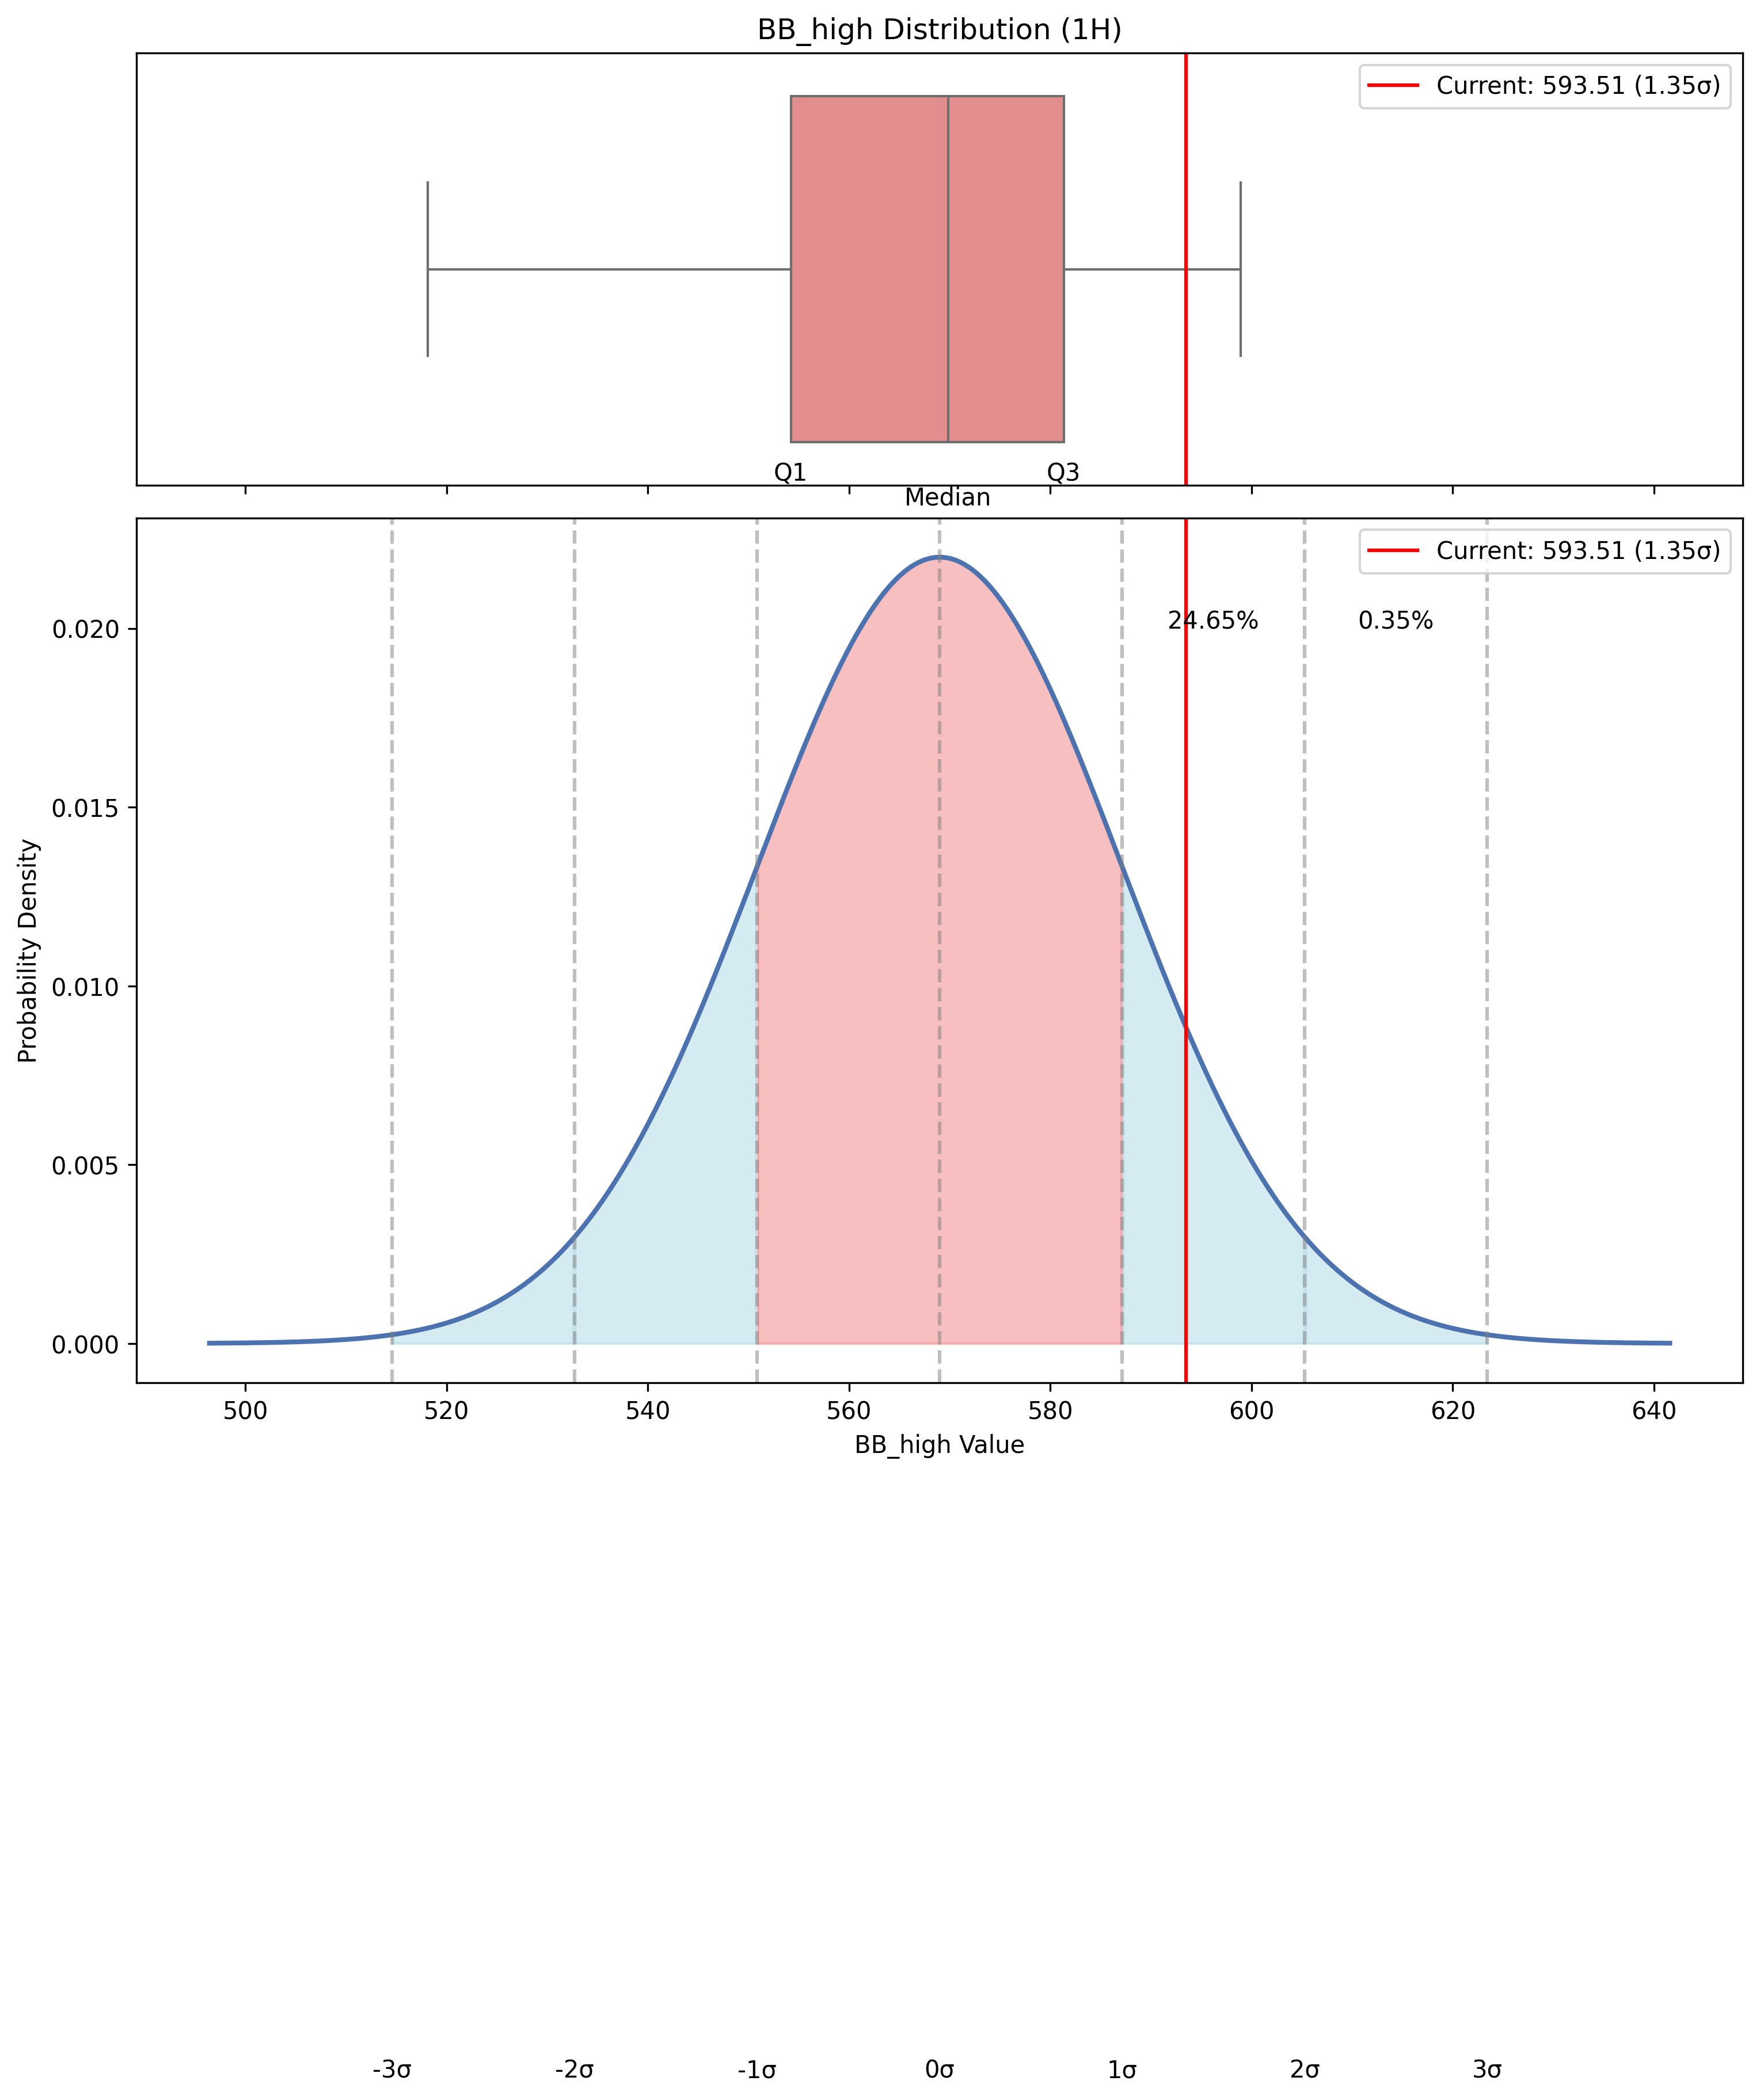 BB_high Distribution (1H)
Current: 593.51 (1.35σ)
Q1
Q3
Median
Current: 593.51 (1.35σ)
24.65%
0.35%
0.020
0.015
0.010
0.005
0.000
Probability Density
500 520 540 560 580 600 620 640
BB_high Value
-3σ -2σ -1σ 0σ 1σ 2σ 3σ